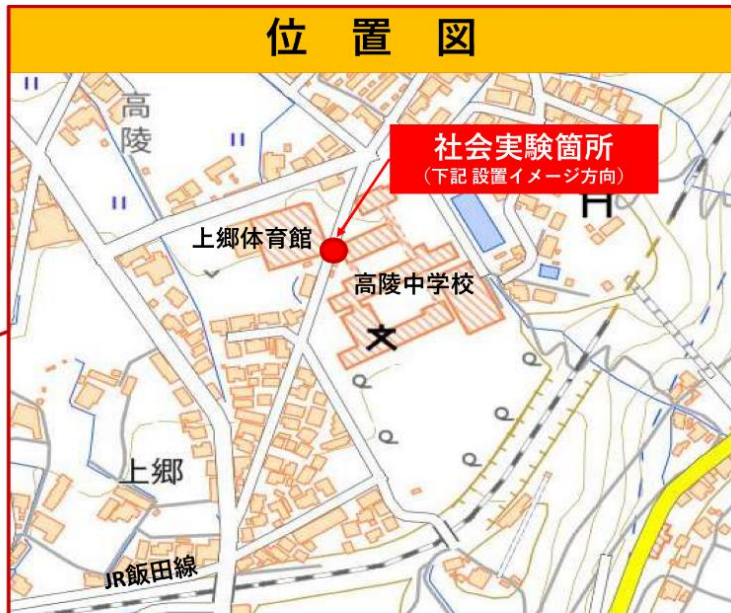 位 置 図
高陵
社会実験箇所
（下記 設置イメージ方向）
上郷体育館
高陵中学校
上郷
JR飯田線